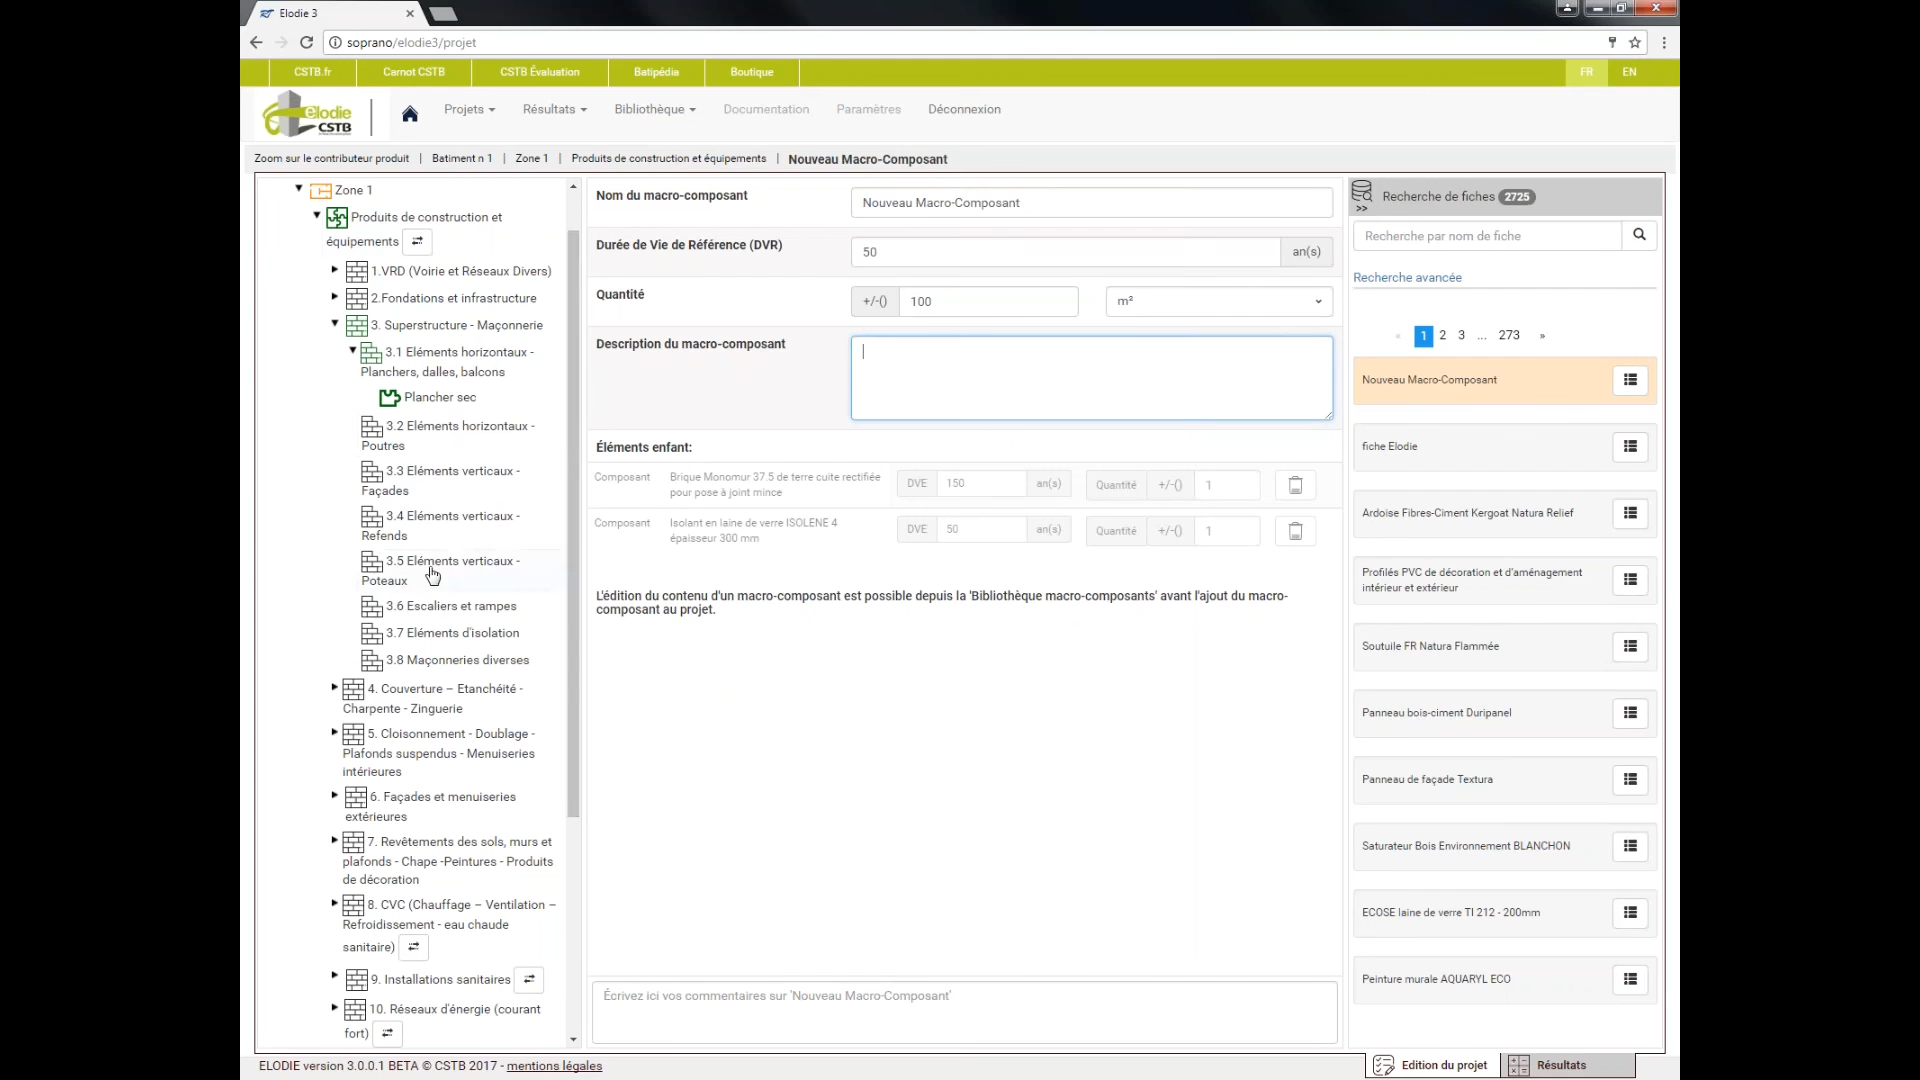 Elodie 3
soprano/elodie3/projet
CSTB.fr
Carnot CSTB
CSTB Évaluation
Batipédia
Boutique
FR
EN
élodie
CSTB
Projets
Résultats
Bibliothèque
Documentation
Paramètres
Déconnexion
Zoom sur le contributeur produit | Batiment n 1 | Zone 1 | Produits de construction et équipements | Nouveau Macro-Composant
Zone 1
Produits de construction et
équipements
1.VRD (Voirie et Réseaux Divers)
2.Fondations et infrastructure
3. Superstructure - Maçonnerie
3.1 Eléments horizontaux -
Planchers, dalles, balcons
Plancher sec
3.2 Eléments horizontaux -
Poutres
3.3 Eléments verticaux -
Façades
3.4 Eléments verticaux -
Refends
3.5 Eléments verticaux -
Poteaux
3.6 Escaliers et rampes
3.7 Eléments d'isolation
3.8 Maçonneries diverses
4. Couverture – Etanchéité -
Charpente - Zinguerie
5. Cloisonnement - Doublage -
Plafonds suspendus - Menuiseries
intérieures
6. Façades et menuiseries
extérieures
7. Revêtements des sols, murs et
plafonds - Chape -Peintures - Produits
de décoration
8. CVC (Chauffage – Ventilation –
Refroidissement - eau chaude
sanitaire)
9. Installations sanitaires
10. Réseaux d'énergie (courant
fort)
Nom du macro-composant
Nouveau Macro-Composant
Durée de Vie de Référence (DVR)
50
an(s)
Quantité
+/-()
100
m²
Description du macro-composant
Éléments enfant:
Composant
Brique Monomur 37.5 de terre cuite rectifiée
pour pose à joint mince
DVE
150
an(s)
Quantité
+/-()
1
Composant
Isolant en laine de verre ISOLENE 4
épaisseur 300 mm
DVE
50
an(s)
Quantité
+/-()
1
L'édition du contenu d'un macro-composant est possible depuis la 'Bibliothèque macro-composants' avant l'ajout du macro-
composant au projet.
Écrivez ici vos commentaires sur 'Nouveau Macro-Composant'
>>
Recherche de fiches 2725
Recherche par nom de fiche
Recherche avancée
« 1 2 3 ... 273 »
Nouveau Macro-Composant
fiche Elodie
Ardoise Fibres-Ciment Kergoat Natura Relief
Profilés PVC de décoration et d'aménagement
intérieur et extérieur
Soutuile FR Natura Flammée
Panneau bois-ciment Duripanel
Panneau de façade Textura
Saturateur Bois Environnement BLANCHON
ECOSE laine de verre TI 212 - 200mm
Peinture murale AQUARYL ECO
ELODIE version 3.0.0.1 BETA © CSTB 2017 - mentions légales
Edition du projet
Résultats